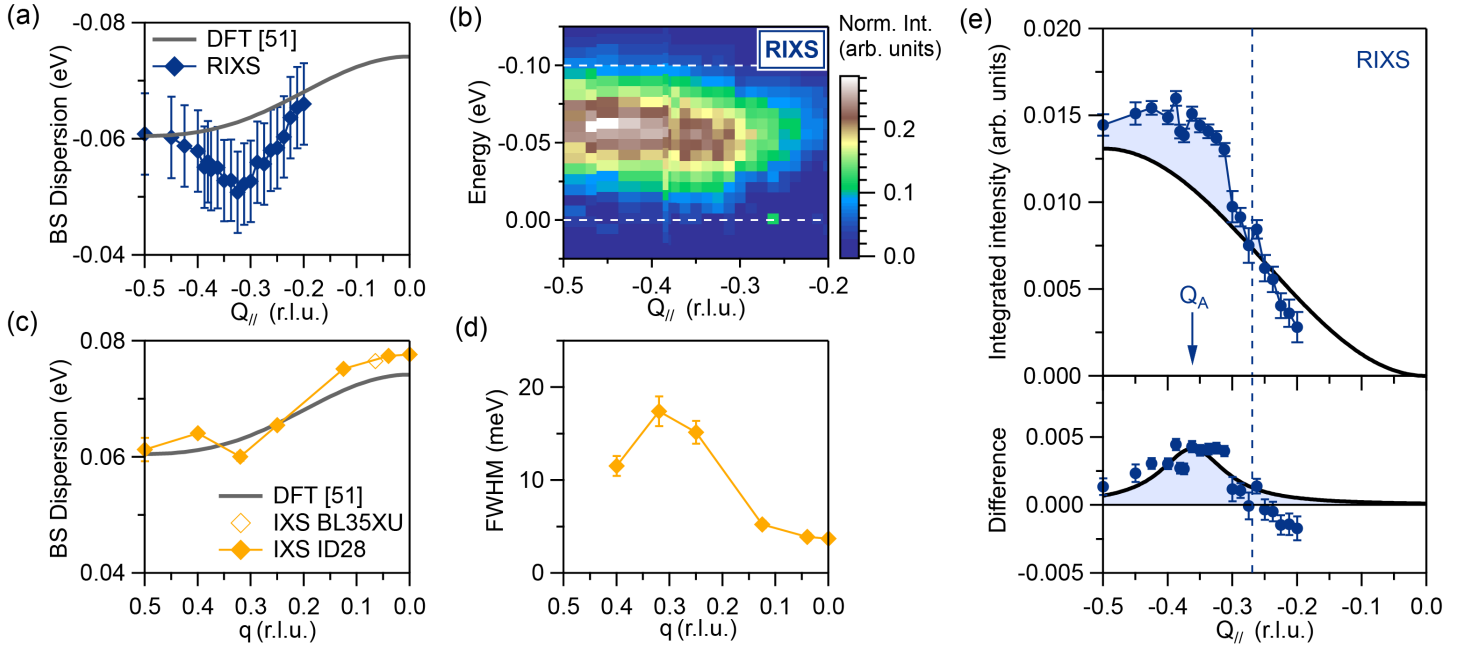 (a)
-0.08
DFT [51]
RIXS
BS Dispersion (eV)
-0.06
-0.04
-0.5 -0.4 -0.3 -0.2 -0.1 0.0
Q// (r.l.u.)
(b)
RIXS
Norm. Int.
(arb. units)
Energy (eV)
-0.10
-0.05
0.00
0.2
0.1
0.0
-0.5 -0.4 -0.3 -0.2
Q// (r.l.u.)
(c)
0.08
BS Dispersion (eV)
0.06
0.04
DFT [51]
IXS BL35XU
IXS ID28
0.5 0.4 0.3 0.2 0.1 0.0
q (r.l.u.)
(d)
FWHM (meV)
20
10
0
0.5 0.4 0.3 0.2 0.1 0.0
q (r.l.u.)
(e)
RIXS
Integrated intensity (arb. units)
0.020
0.015
0.010
0.005
0.000
QA
Difference
0.005
0.000
-0.005
-0.5 -0.4 -0.3 -0.2 -0.1 0.0
Q// (r.l.u.)